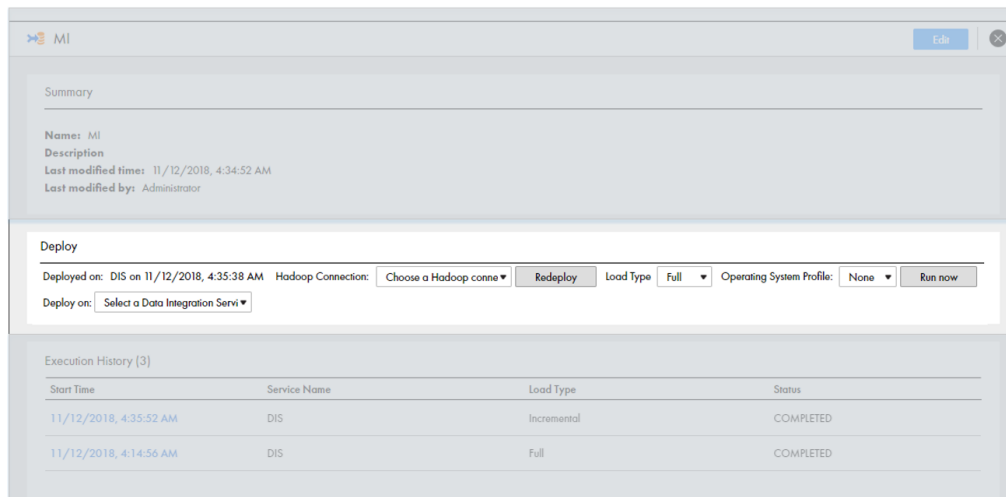 MI Edit
Summary
Name: MI
Description
Last modified time: 11/12/2018, 4:34:52 AM
Last modified by: Administrator
Deploy
Deployed on: DIS on 11/12/2018, 4:35:38 AM Hadoop Connection: Choose a Hadoop conne Redeploy Load Type Full Operating System Profile: None Run now
Deploy on: Select a Data Integration Servi
Execution History (3)
Start Time Service Name Load Type Status
11/12/2018, 4:35:52 AM DIS Incremental COMPLETED
11/12/2018, 4:14:56 AM DIS Full COMPLETED